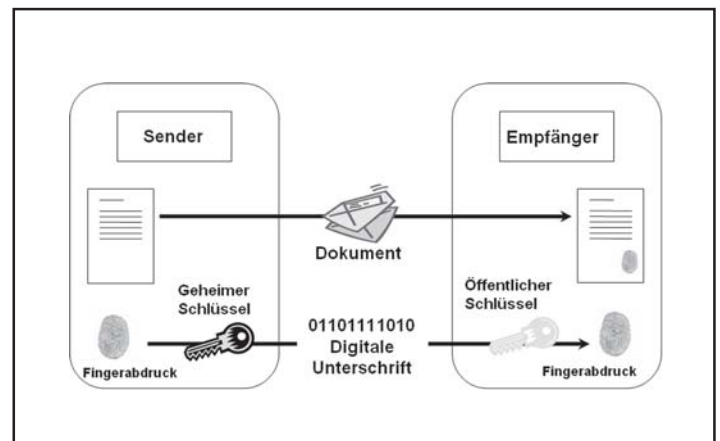 Sender
Empfänger
Dokument
Geheimer
Schlüssel
Öffentlicher
Schlüssel
01101111010
Digitale
Unterschrift
Fingerabdruck
Fingerabdruck